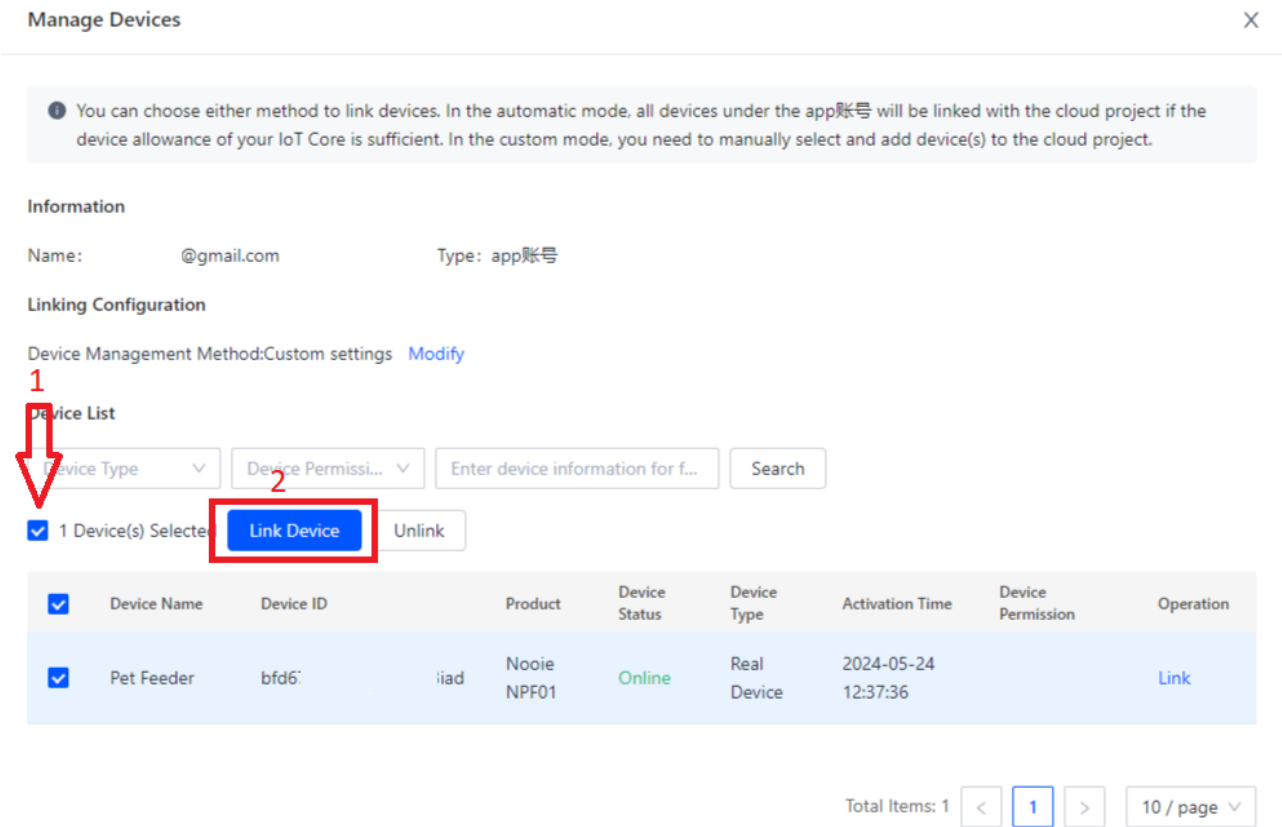 Manage Devices
You can choose either method to link devices. In the automatic mode, all devices under the app账号 will be linked with the cloud project if the
device allowance of your IoT Core is sufficient. In the custom mode, you need to manually select and add device(s) to the cloud project.
Information
Name: @gmail.com Type: app账号
Linking Configuration
Device Management Method:Custom settings Modify
1
Device List
Device Type Device Permissi... Enter device information for f... Search
2
1 Device(s) Selected Link Device Unlink
Device Name Device ID Product Device Status Device Type Activation Time Device Permission Operation
Pet Feeder bfd67 iad Nooie NPF01 Online Real Device 2024-05-24 12:37:36 Link
Total Items: 1 < 1 > 10 / page